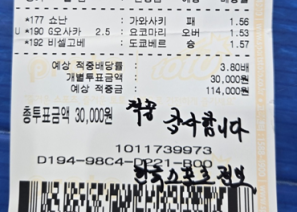 *177 쇼난 : 가와사키 패 1.56
U *190 G오사카 2.5 : 요코마리 오버 1.53
*192 비셀고베 : 도쿄베르 승 1.57
예상 적중배당률 3.80배
개별투표금액 30,000원
예상 적중금 114,000원
총투표금액 30,000원
적중 감사합니다
1011739973
D194-98C4-DP21-B00